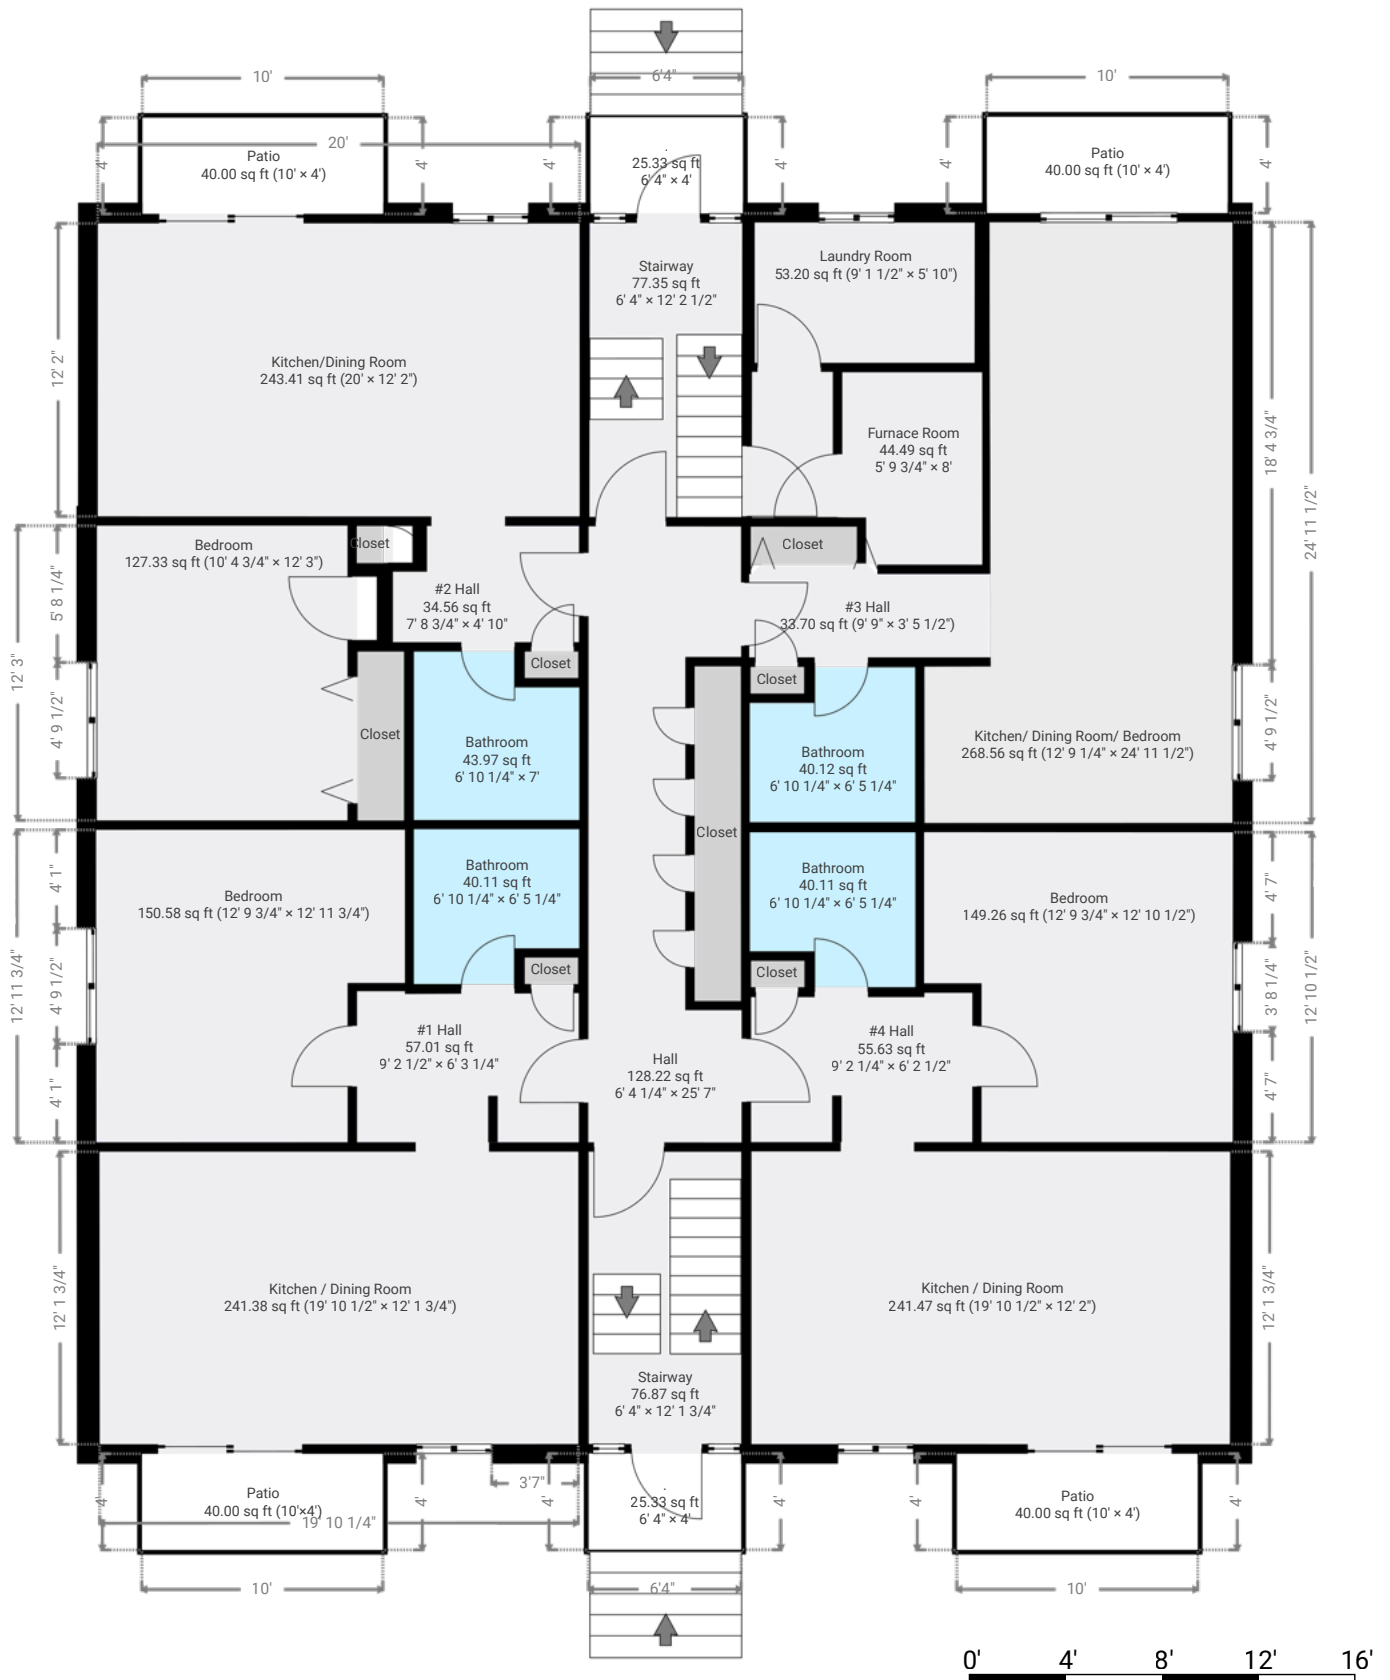 6'4"
10'
10'
20'
4'
4'
4'
4'
4'
4'
Patio
40.00 sq ft (10' × 4')
.
25.33 sq ft
6' 4" × 4'
Patio
40.00 sq ft (10' × 4')
Stairway
77.35 sq ft
6' 4" × 12' 2 1/2"
Laundry Room
53.20 sq ft (9' 1 1/2" × 5' 10")
12' 2"
Kitchen/Dining Room
243.41 sq ft (20' × 12' 2")
Furnace Room
44.49 sq ft
5' 9 3/4" × 8'
18' 4 3/4"
24' 11 1/2"
Bedroom
127.33 sq ft (10' 4 3/4" × 12' 3")
Closet
Closet
5' 8 1/4"
12' 3"
4' 9 1/2"
#2 Hall
34.56 sq ft
7' 8 3/4" × 4' 10"
#3 Hall
33.70 sq ft (9' 9" × 3' 5 1/2")
Closet
Closet
Closet
Bathroom
43.97 sq ft
6' 10 1/4" × 7'
Bathroom
40.12 sq ft
6' 10 1/4" × 6' 5 1/4"
Kitchen/ Dining Room/ Bedroom
268.56 sq ft (12' 9 1/4" × 24' 11 1/2")
4' 9 1/2"
Closet
4' 1"
12' 11 3/4"
4' 9 1/2"
4' 1"
Bedroom
150.58 sq ft (12' 9 3/4" × 12' 11 3/4")
Bathroom
40.11 sq ft
6' 10 1/4" × 6' 5 1/4"
Bathroom
40.11 sq ft
6' 10 1/4" × 6' 5 1/4"
Bedroom
149.26 sq ft (12' 9 3/4" × 12' 10 1/2")
4' 7"
3' 8 1/4"
4' 7"
12' 10 1/2"
Closet
Closet
#1 Hall
57.01 sq ft
9' 2 1/2" × 6' 3 1/4"
Hall
128.22 sq ft
6' 4 1/4" × 25' 7"
#4 Hall
55.63 sq ft
9' 2 1/4" × 6' 2 1/2"
12' 1 3/4"
Kitchen / Dining Room
241.38 sq ft (19' 10 1/2" × 12' 1 3/4")
Kitchen / Dining Room
241.47 sq ft (19' 10 1/2" × 12' 2")
12' 1 3/4"
Stairway
76.87 sq ft
6' 4" × 12' 1 3/4"
3'7"
4'
4'
4'
4'
4'
4'
Patio
40.00 sq ft (10'×4')
.
25.33 sq ft
6' 4" × 4'
Patio
40.00 sq ft (10' × 4')
19' 10 1/4"
10'
6'4"
10'
0' 4' 8' 12' 16'